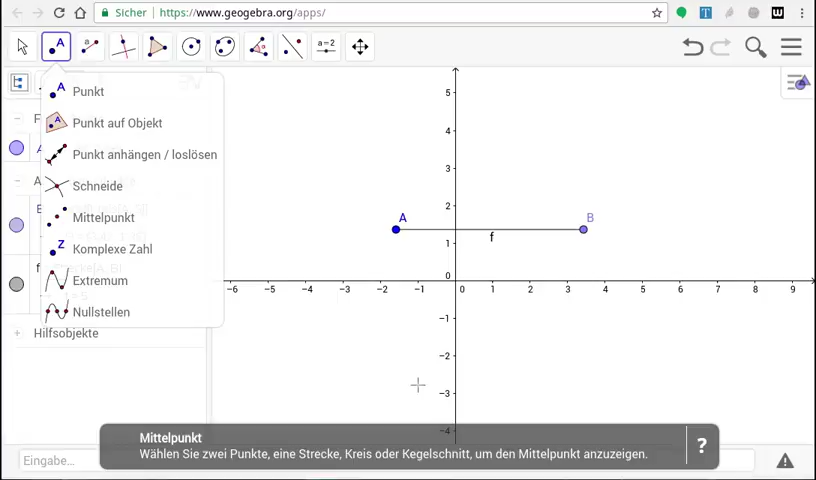 Sicher https://www.geogebra.org/apps/
A
a=2
Punkt
Punkt auf Objekt
Punkt anhängen / loslösen
Schneide
Mittelpunkt
Komplexe Zahl
Extremum
Nullstellen
Hilfsobjekte
5
4
3
2
1
0
−1
−2
−3
−4
−6 −5 −4 −3 −2 −1 0 1 2 3 4 5 6 7 8 9
A
B
f
Mittelpunkt
Wählen Sie zwei Punkte, eine Strecke, Kreis oder Kegelschnitt, um den Mittelpunkt anzuzeigen.
?
Eingabe...